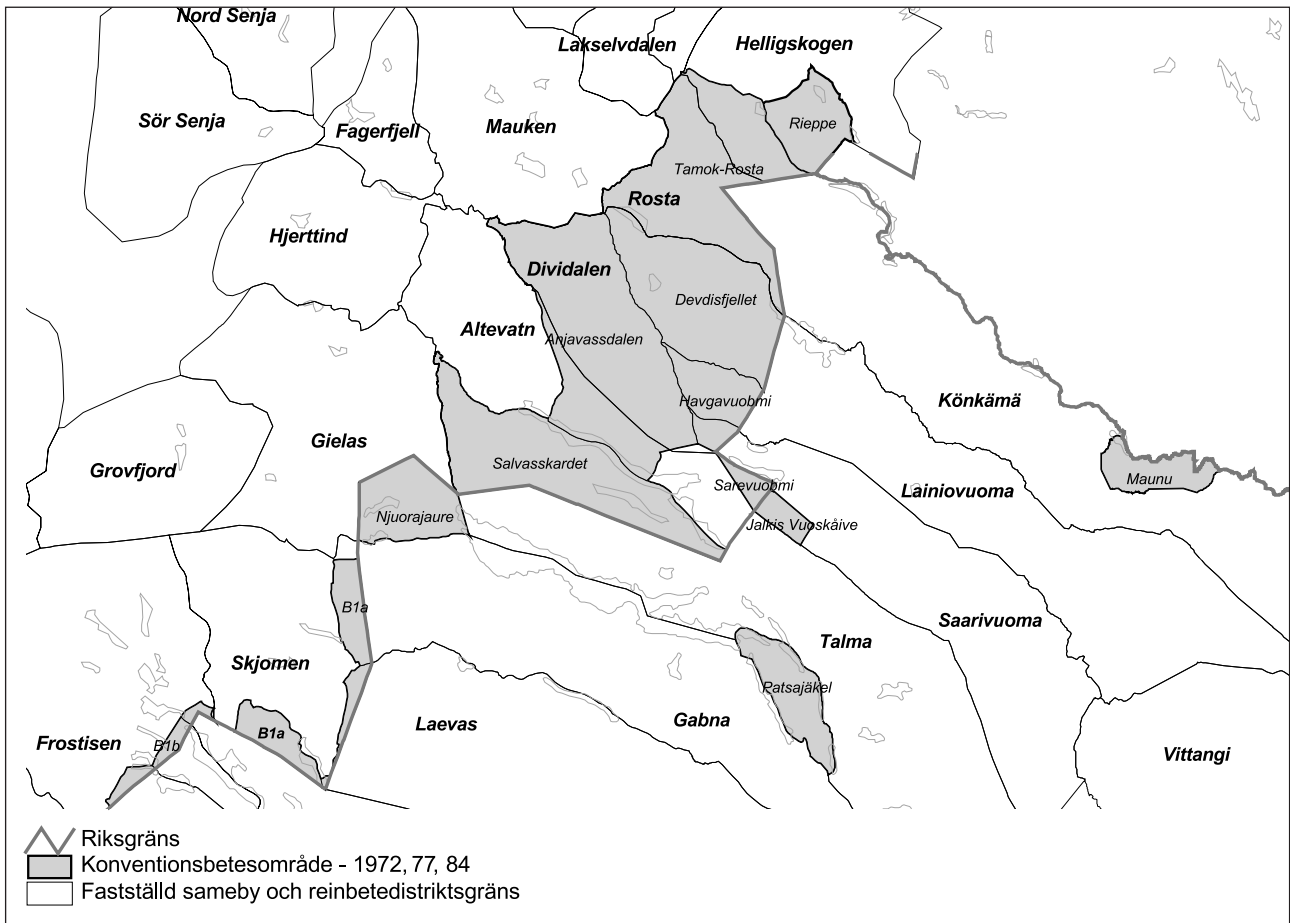 Nord Senja
Lakselvdalen
Helligskogen
Sör Senja
Fagerfjell
Mauken
Rieppe
Tamok-Rosta
Rosta
Hjerttind
Dividalen
Devdisfjellet
Altevatn
Anjavassdalen
Havgavuobmi
Könkämä
Gielas
Grovfjord
Salvasskardet
Sarevuobmi
Lainiovuoma
Maunu
Njuorajaure
Jalkis Vuoskåive
B1a
Saarivuoma
Talma
Skjomen
Patsajäkel
Laevas
Gabna
Frostisen
B1b
B1a
Vittangi
Riksgräns
Konventionsbetesområde - 1972, 77, 84
Fastställd sameby och reinbetedistriktsgräns